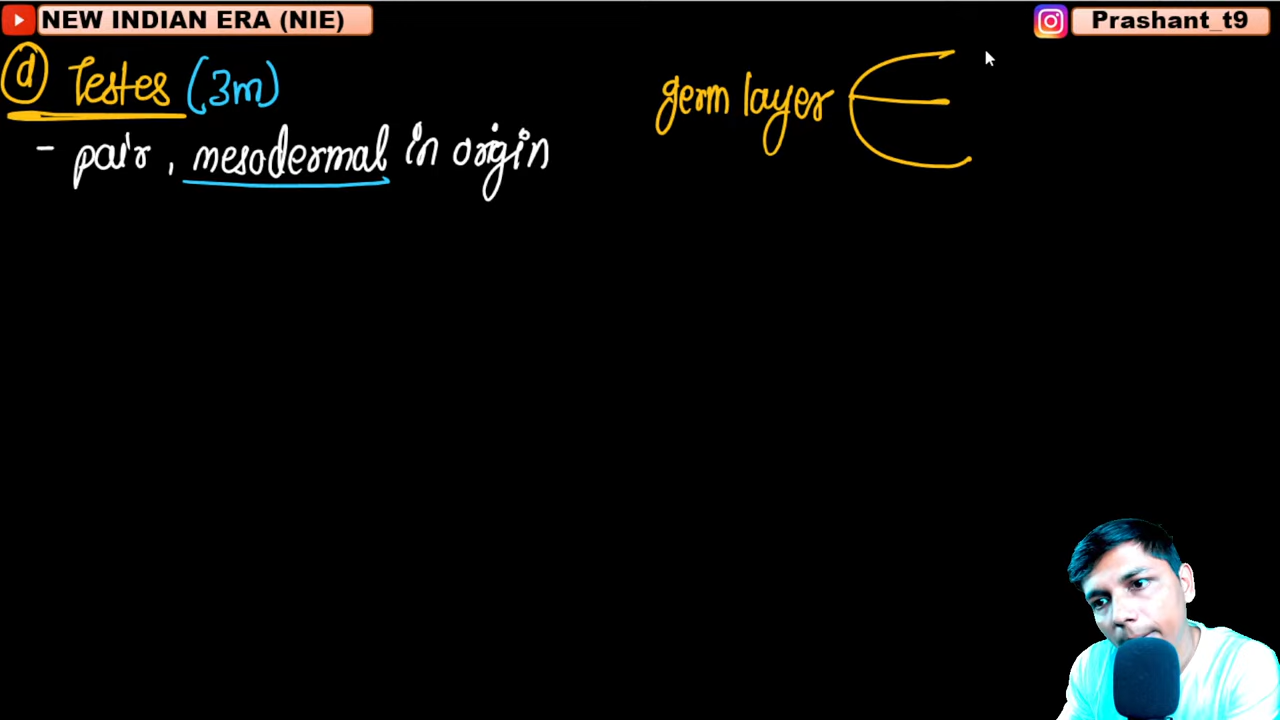 NEW INDIAN ERA (NIE)
Prashant_t9
d Testes (3m)
- pair, mesodermal in origin
germ layer